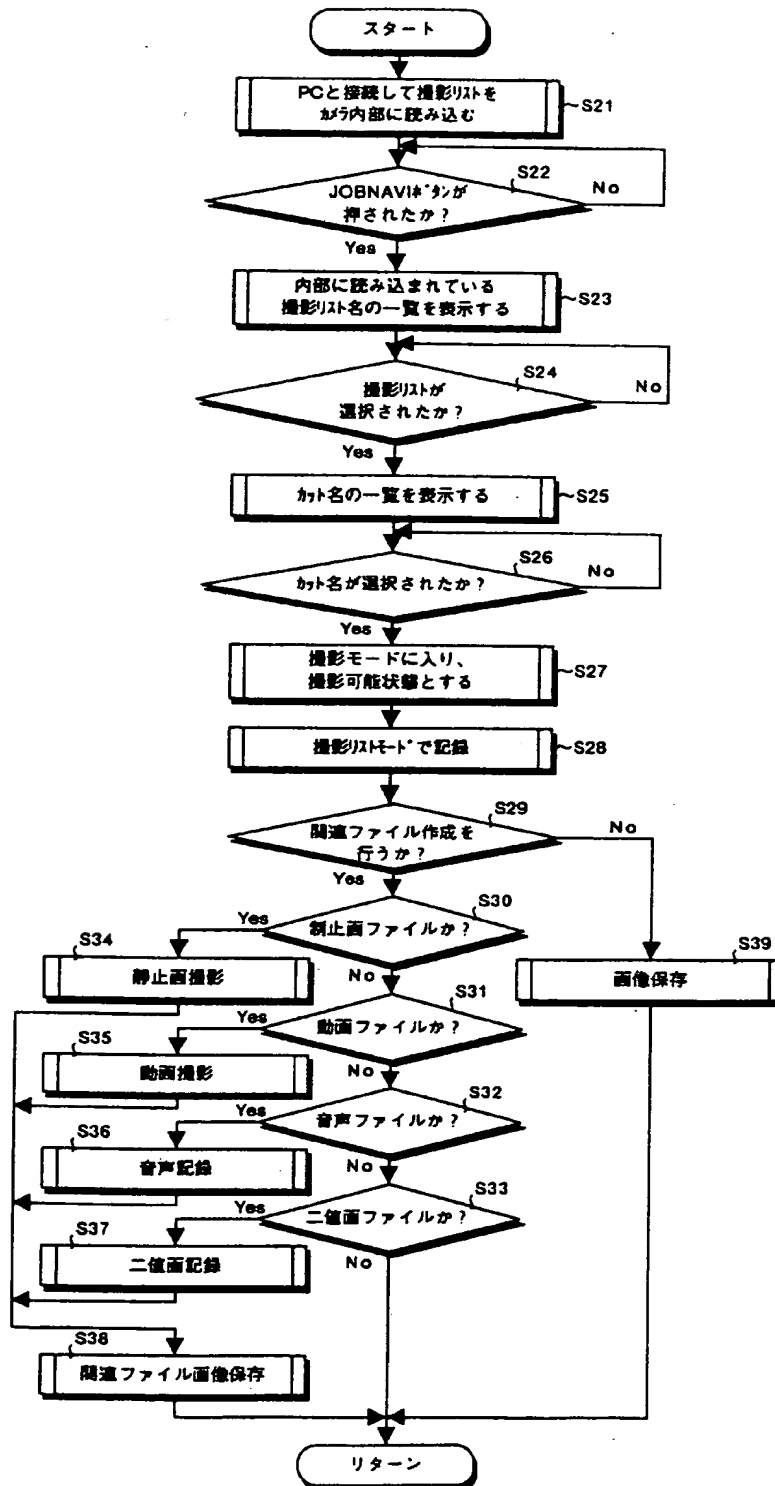 スタート
PCと接続して撮影リストを
カメラ内部に読み込む
S21
S22
JOBNAVIボタンが
押されたか?
No
Yes
内部に読み込まれている
撮影リスト名の一覧を表示する
S23
S24
撮影リストが
選択されたか?
No
Yes
カット名の一覧を表示する
S25
S26
カット名が選択されたか?
No
Yes
撮影モードに入り、
撮影可能状態とする
S27
撮影リストモードで記録
S28
S29
関連ファイル作成を
行うか?
No
Yes
S30
制止画ファイルか?
Yes
No
S34
静止画撮影
S39
画像保存
S31
動画ファイルか?
Yes
No
S35
動画撮影
S32
音声ファイルか?
Yes
No
S36
音声記録
S33
二値画ファイルか?
Yes
No
S37
二値画記録
S38
関連ファイル画像保存
リターン